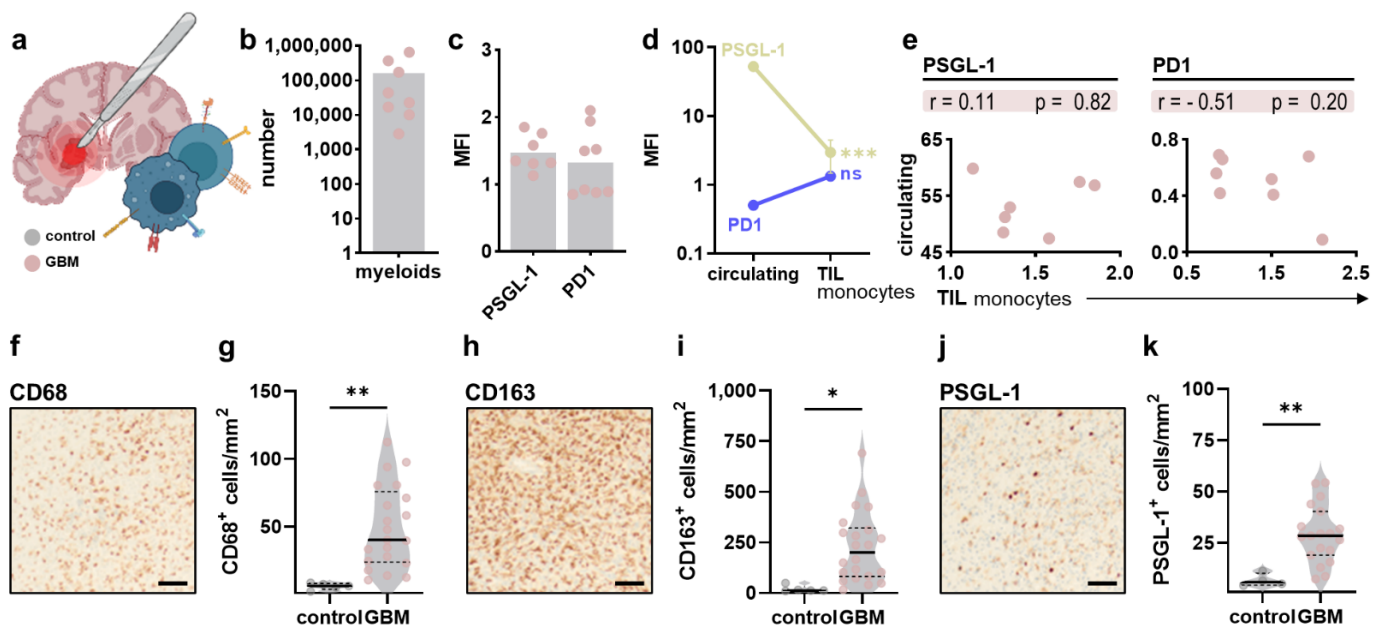 a
control
GBM
b
number
1,000,000
100,000
10,000
1,000
100
10
1
myeloids
c
MFI
3
2
1
0
PSGL-1
PD1
d
MFI
100
10
1
0.1
PSGL-1
PD1
***
ns
circulating
TIL
monocytes
e
PSGL-1
r = 0.11 p = 0.82
circulating
65
55
45
1.0 1.5 2.0
PD1
r = - 0.51 p = 0.20
0.8
0.4
0.0
0.5 1.5 2.5
TIL monocytes
f
CD68
g
CD68+ cells/mm2
150
100
50
**
control GBM
h
CD163
i
CD163+ cells/mm2
1,000
750
500
250
0
*
control GBM
j
PSGL-1
k
PSGL-1+ cells/mm2
100
75
50
25
**
control GBM